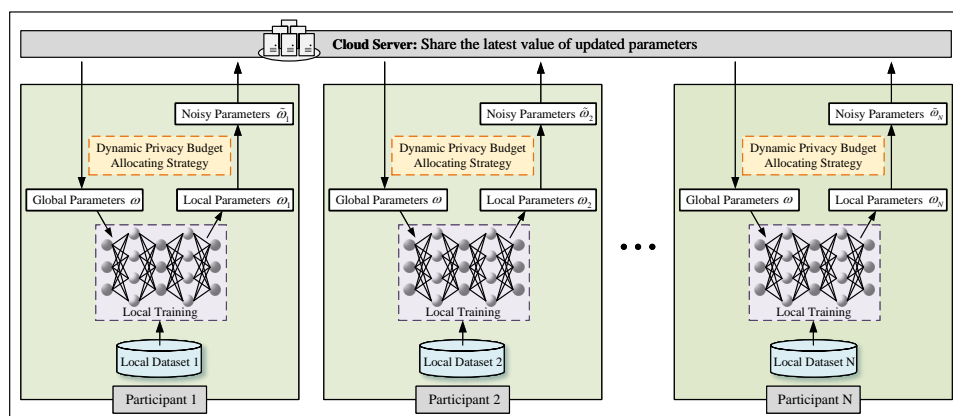 Cloud Server: Share the latest value of updated parameters
Noisy Parameters ω̃₁
Dynamic Privacy Budget
Allocating Strategy
Global Parameters ω
Local Parameters ω₁
Local Training
Local Dataset 1
Participant 1
Noisy Parameters ω̃₂
Dynamic Privacy Budget
Allocating Strategy
Global Parameters ω
Local Parameters ω₂
Local Training
Local Dataset 2
Participant 2
Noisy Parameters ω̃_N
Dynamic Privacy Budget
Allocating Strategy
Global Parameters ω
Local Parameters ω_N
Local Training
Local Dataset N
Participant N